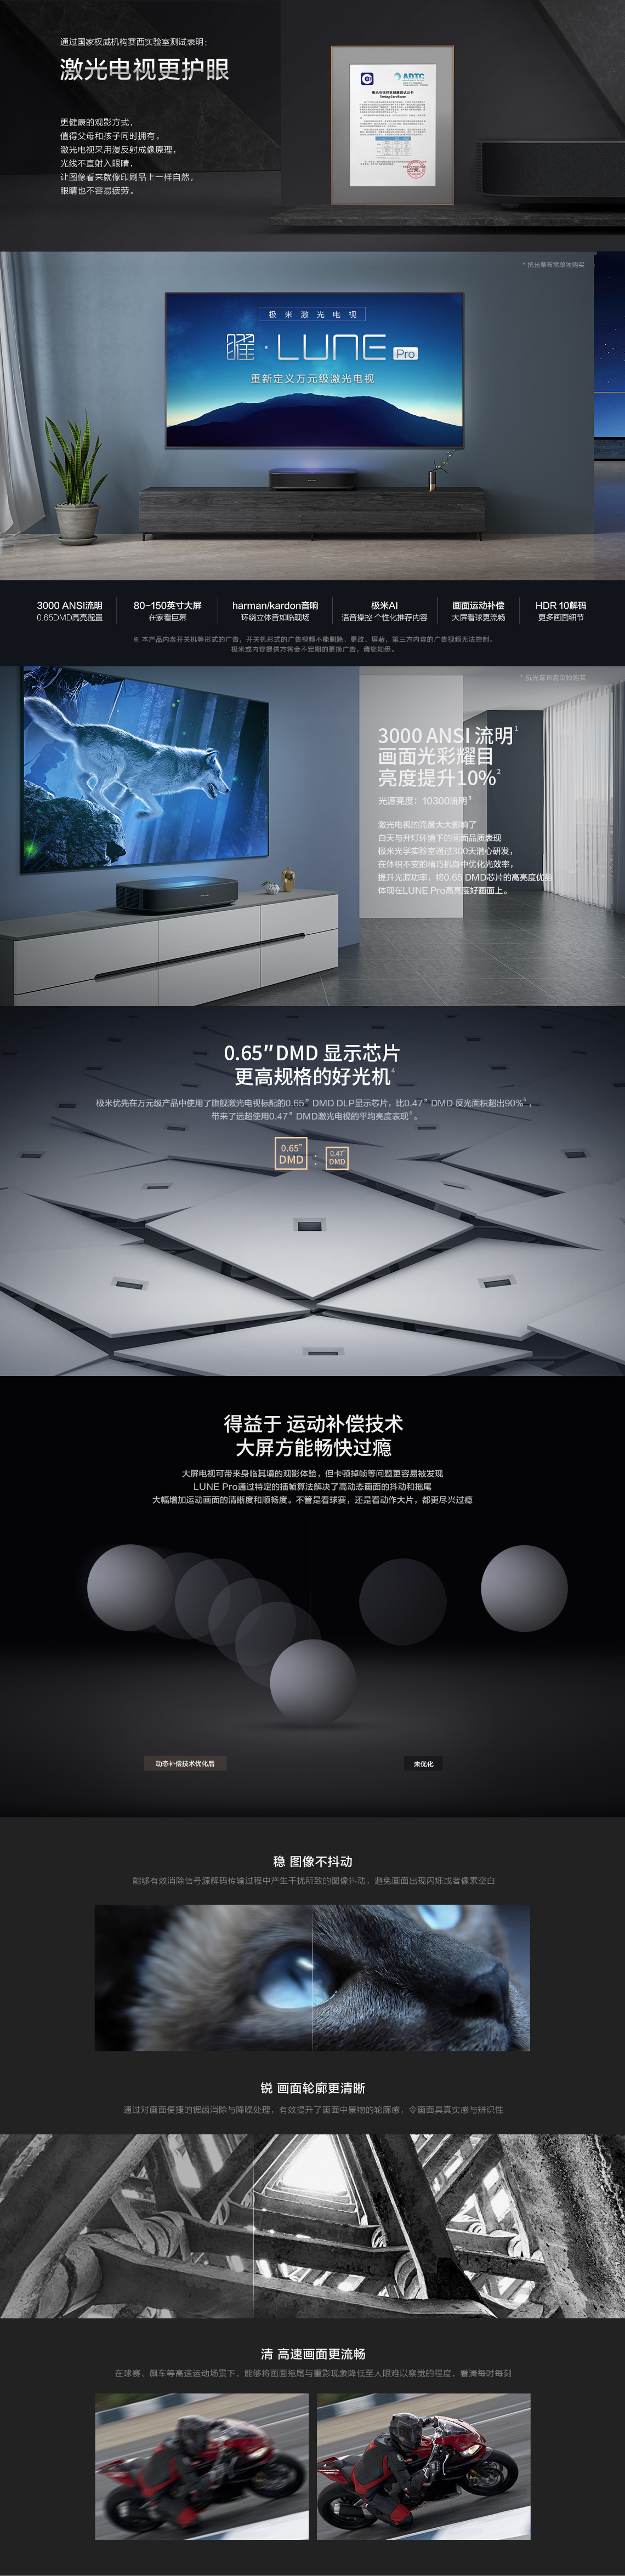 通过国家权威机构赛西实验室测试表明：
激光电视更护眼
更健康的观影方式，
值得父母和孩子同时拥有。
激光电视采用漫反射成像原理，
光线不直射入眼睛，
让图像看来就像印刷品上一样自然，
眼睛也不容易疲劳。
ADTC
* 抗光幕布需单独购买
极米激光电视
曜·LUNE Pro
重新定义万元级激光电视
3000 ANSI流明
0.65DMD高亮配置
80-150英寸大屏
在家看巨幕
harman/kardon音响
环绕立体音如临现场
极米AI
语音操控 个性化推荐内容
画面运动补偿
大屏看球更流畅
HDR 10解码
更多画面细节
※ 本产品内含开关机等形式的广告，开关机形式的广告视频不能删除、更改、屏蔽，第三方内容的广告视频无法控制。
极米或内容提供方将会不定期的更换广告，请您知悉。
* 抗光幕布需单独购买
3000 ANSI 流明1
画面光彩耀目
亮度提升10%2
光源亮度：10300流明3
激光电视的亮度大大影响了
白天与开灯环境下的画面品质表现
极米光学实验室通过300天潜心研发，
在体积不变的精巧机身中优化光效率，
提升光源功率，将0.65 DMD芯片的高亮度优势
体现在LUNE Pro高亮度好画面上。
0.65″DMD 显示芯片
更高规格的好光机4
极米优先在万元级产品中使用了旗舰激光电视标配的0.65″ DMD DLP显示芯片，比0.47″ DMD 反光面积超出90%5，
带来了远超使用0.47″ DMD激光电视的平均亮度表现。
0.65″
DMD
:
0.47″
DMD
得益于 运动补偿技术
大屏方能畅快过瘾
大屏电视可带来身临其境的观影体验，但卡顿掉帧等问题更容易被发现
LUNE Pro通过特定的插帧算法解决了高动态画面的抖动和拖尾
大幅增加运动画面的清晰度和顺畅度。不管是看球赛，还是看动作大片，都更尽兴过瘾
动态补偿技术优化后
未优化
稳 图像不抖动
能够有效消除信号源解码传输过程中产生干扰所致的图像抖动，避免画面出现闪烁或者像素空白
锐 画面轮廓更清晰
通过对画面便捷的锯齿消除与降噪处理，有效提升了画面中景物的轮廓感，令画面具真实感与辨识性
清 高速画面更流畅
在球赛、飙车等高速运动场景下，能够将画面拖尾与重影现象降低至人眼难以察觉的程度，看清每时每刻